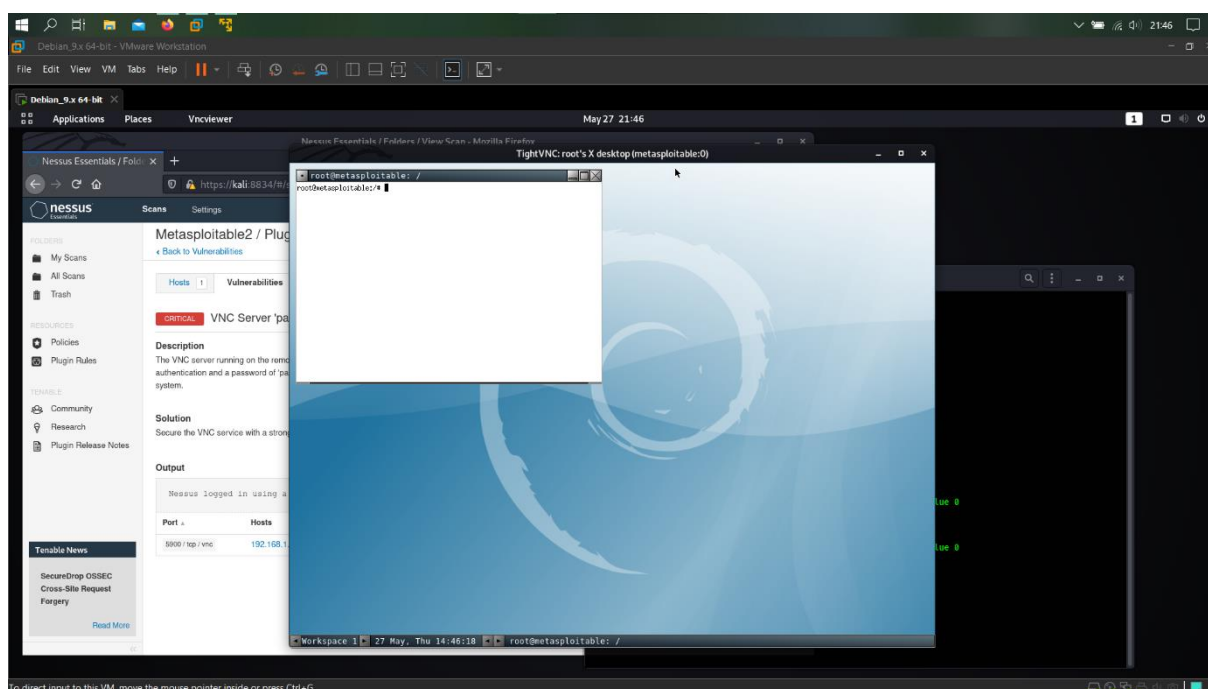 21:46
Debian_9.x 64-bit - VMware Workstation
File Edit View VM Tabs Help
Debian_9.x 64-bit
Applications Places Vncviewer May 27 21:46 1
Nessus Essentials / Folders / View Scan - Mozilla Firefox
Nessus Essentials / Folde
https://kali:8834/#/s
nessus
Essentials
Scans Settings
FOLDERS
My Scans
All Scans
Trash
RESOURCES
Policies
Plugin Rules
TENABLE
Community
Research
Plugin Release Notes
Tenable News
SecureDrop OSSEC
Cross-Site Request
Forgery
Read More
Metasploitable2 / Plug
Back to Vulnerabilities
Hosts 1 Vulnerabilities
CRITICAL VNC Server 'pa
Description
The VNC server running on the remo
authentication and a password of 'pa
system.
Solution
Secure the VNC service with a strong
Output
Nessus logged in using a
Port Hosts
5900 / tcp / vnc 192.168.1.
TightVNC: root's X desktop (metasploitable:0)
root@metasploitable: /
root@metasploitable:/#
Workspace 1 27 May, Thu 14:46:18 root@metasploitable: /
lue 0
lue 0
To direct input to this VM, move the mouse pointer inside or press Ctrl+G.